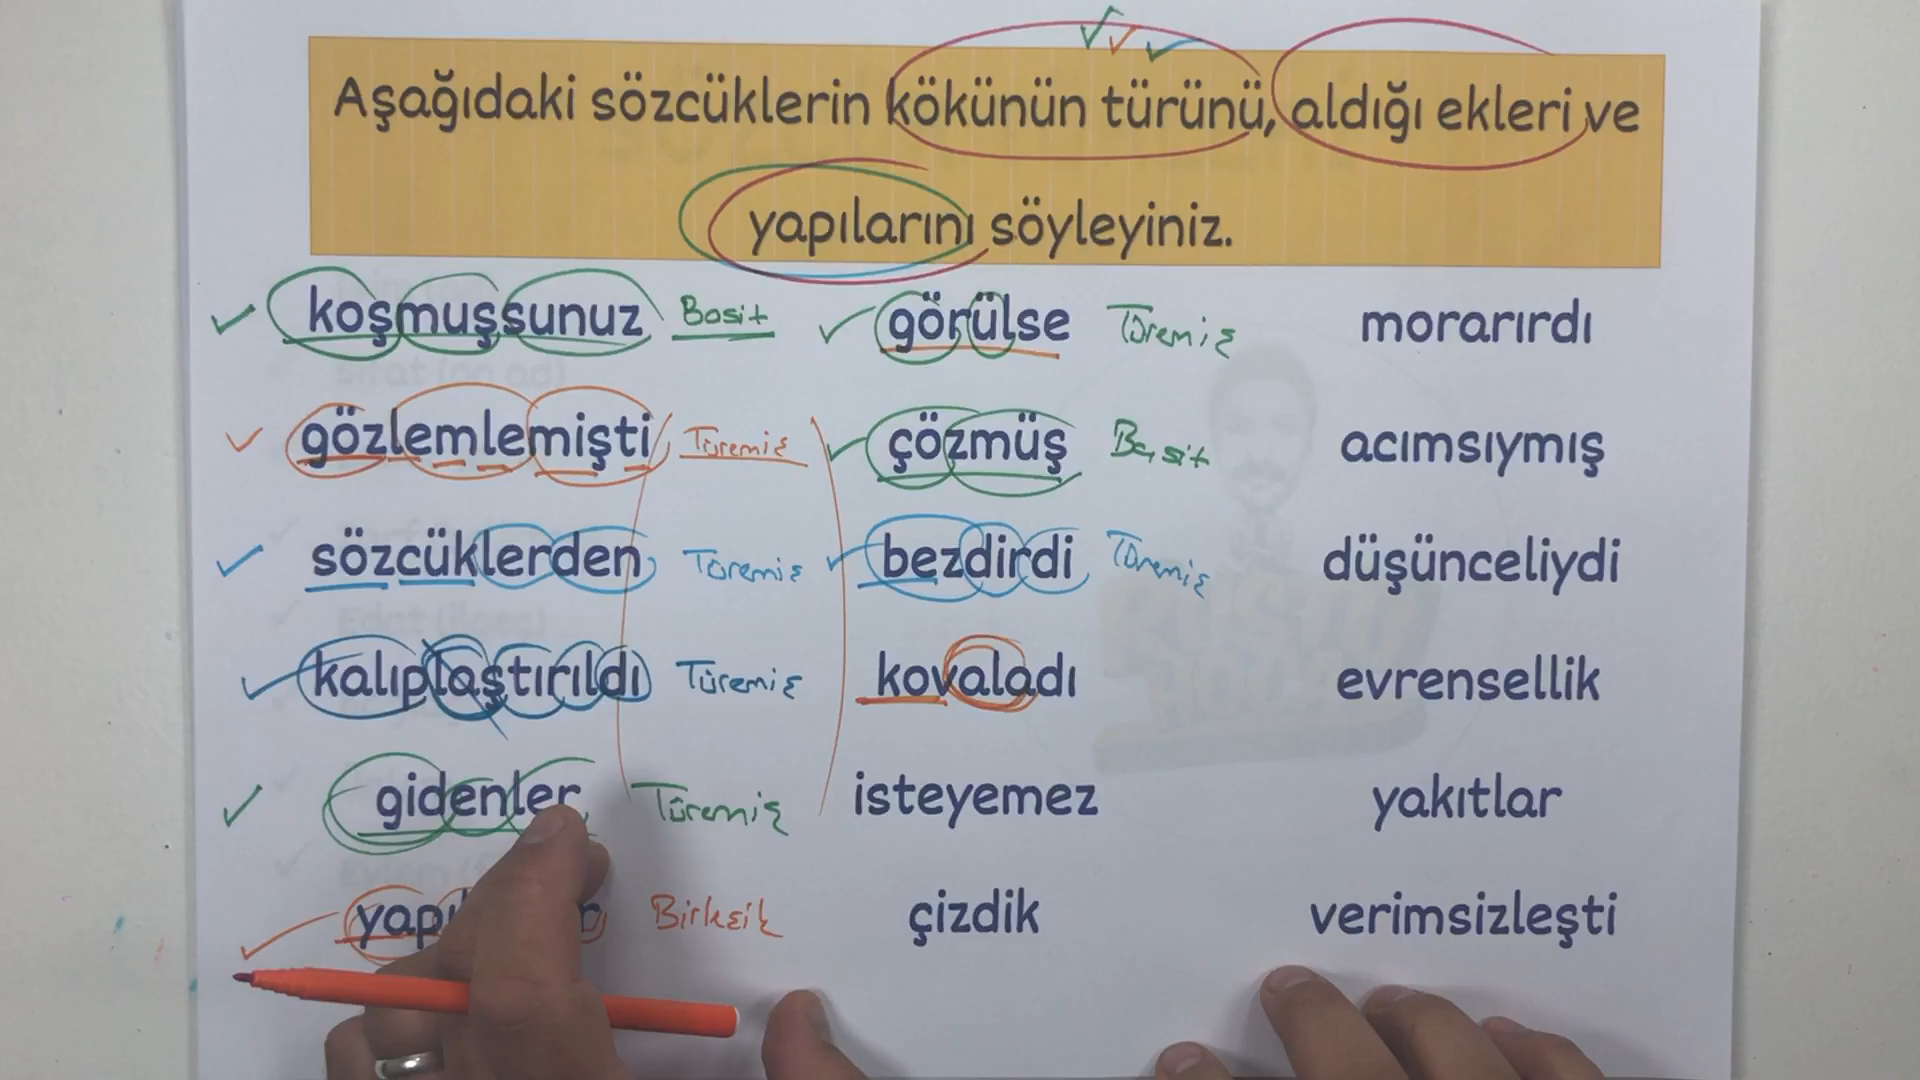 Aşağıdaki sözcüklerin kökünün türünü, aldığı ekleri ve
yapılarını söyleyiniz.
koşmuşsunuz Basit görülse Türemiş morarırdı
gözlemlemişti Türemiş çözmüş Basit acımsıymış
sözcüklerden Türemiş bezdirdi Türemiş düşünceliydi
kalıplaştırıldı Türemiş kovaladı evrensellik
gidenler Türemiş isteyemez yakıtlar
Birleşik çizdik verimsizleşti